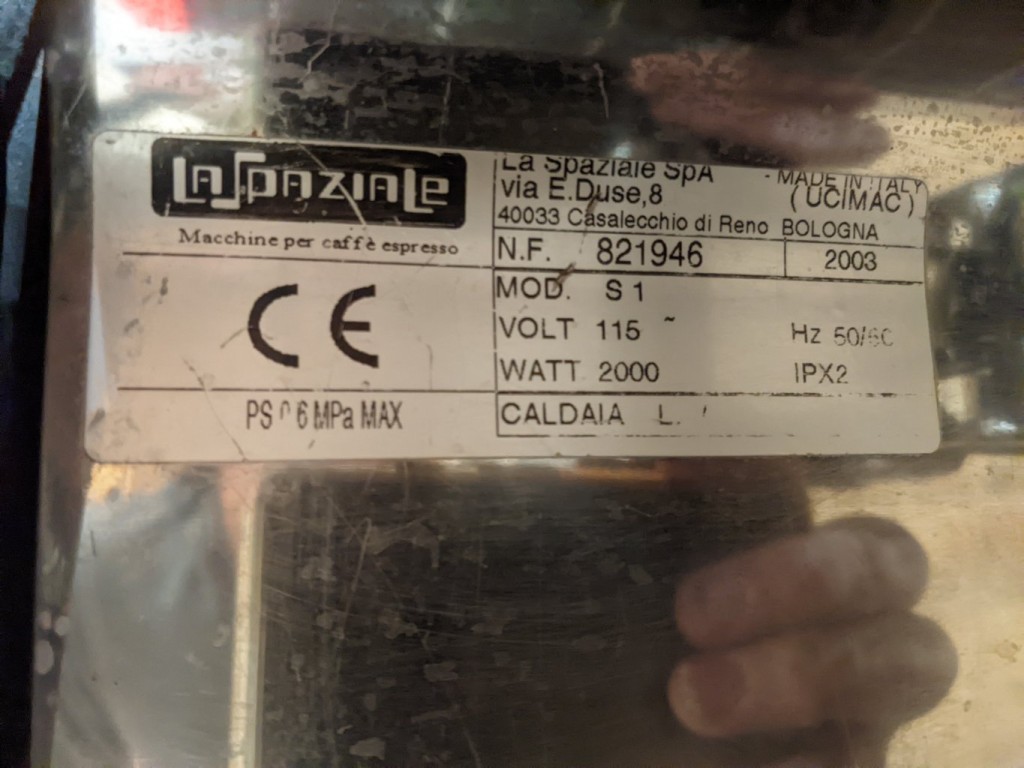 La Spaziale
Macchine per caffè espresso
CE
PS 0 6 MPa MAX
La Spaziale SpA
via E.Duse,8
40033 Casalecchio di Reno BOLOGNA
MADE IN ITALY
(UCIMAC)
N.F. 821946 2003
MOD. S 1
VOLT 115 ~ Hz 50/60
WATT 2000 IPX2
CALDAIA L.